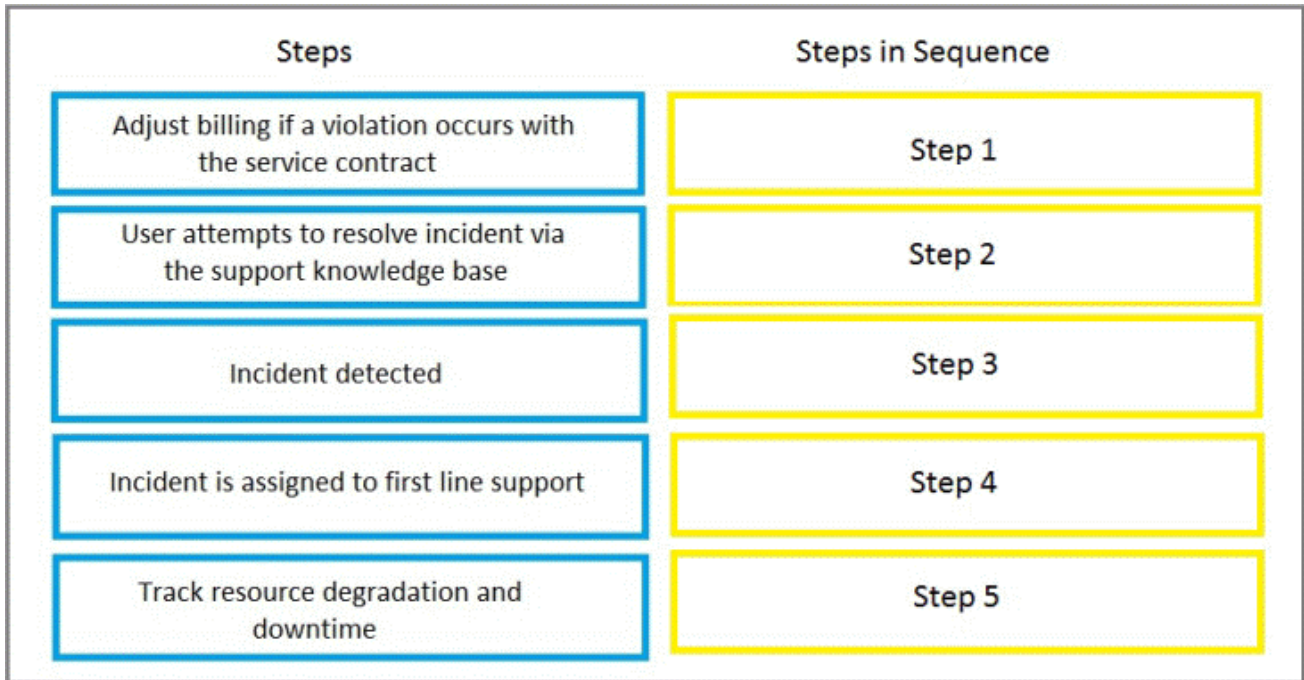 Steps
Steps in Sequence
Adjust billing if a violation occurs with
the service contract
Step 1
User attempts to resolve incident via
the support knowledge base
Step 2
Incident detected
Step 3
Incident is assigned to first line support
Step 4
Track resource degradation and
downtime
Step 5